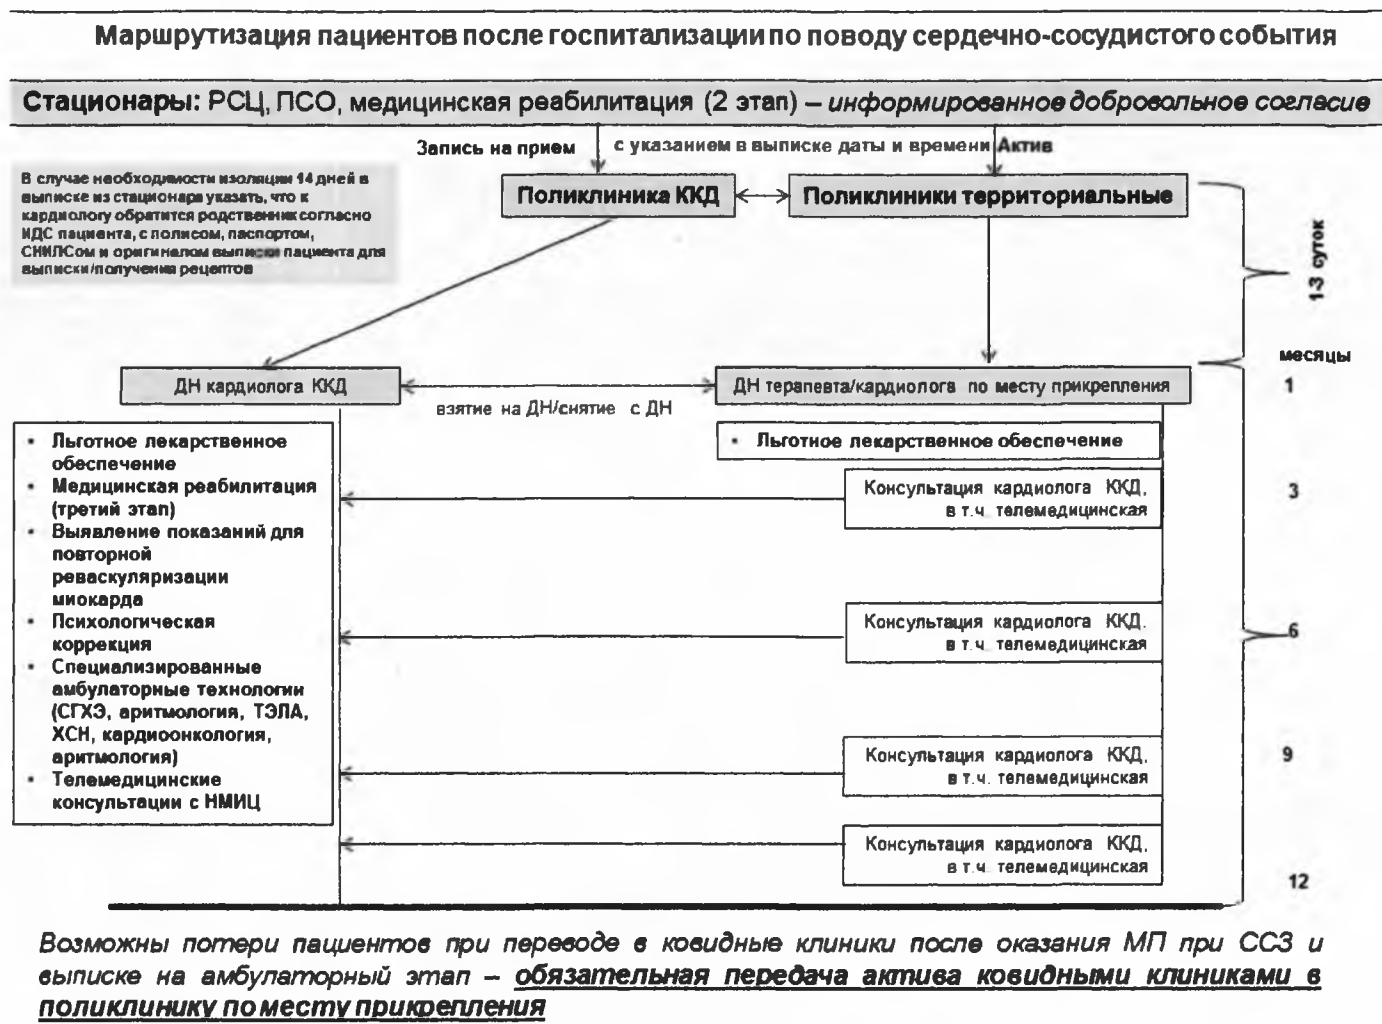 Маршрутизация пациентов после госпитализации по поводу сердечно-сосудистого события
Стационары: РСЦ, ПСО, медицинская реабилитация (2 этап) – информированное добровольное согласие
Запись на прием
с указанием в выписке даты и времени Актив
В случае необходимости изоляции 14 дней в
выписке из стационара указать, что к
кардиологу обратится родственник согласно
ИДС пациента, с полисом, паспортом,
СНИЛСом и оригиналом выписки пациента для
выписки/получения рецептов
Поликлиника ККД
Поликлиники территориальные
1-3 суток
месяцы
ДН кардиолога ККД
взятие на ДН/снятие с ДН
ДН терапевта/кардиолога по месту прикрепления
1
• Льготное лекарственное
обеспечение
• Медицинская реабилитация
(третий этап)
• Выявление показаний для
повторной
реваскуляризации
миокарда
• Психологическая
коррекция
• Специализированные
амбулаторные технологии
(СГХЭ, аритмология, ТЭЛА,
ХСН, кардиоонкология,
аритмология)
• Телемедицинские
консультации с НМИЦ
• Льготное лекарственное обеспечение
Консультация кардиолога ККД,
в т.ч. телемедицинская
3
Консультация кардиолога ККД.
в т.ч. телемедицинская
6
Консультация кардиолога ККД,
в т.ч. телемедицинская
9
Консультация кардиолога ККД,
в т.ч. телемедицинская
12
Возможны потери пациентов при переводе в ковидные клиники после оказания МП при ССЗ и
выписке на амбулаторный этап – обязательная передача актива ковидными клиниками в
поликлинику по месту прикрепления